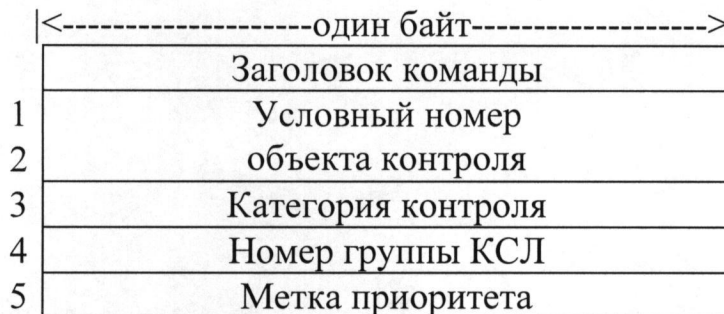 |<-----------------------один байт---------------------->
Заголовок команды
1 Условный номер
2 объекта контроля
3 Категория контроля
4 Номер группы КСЛ
5 Метка приоритета